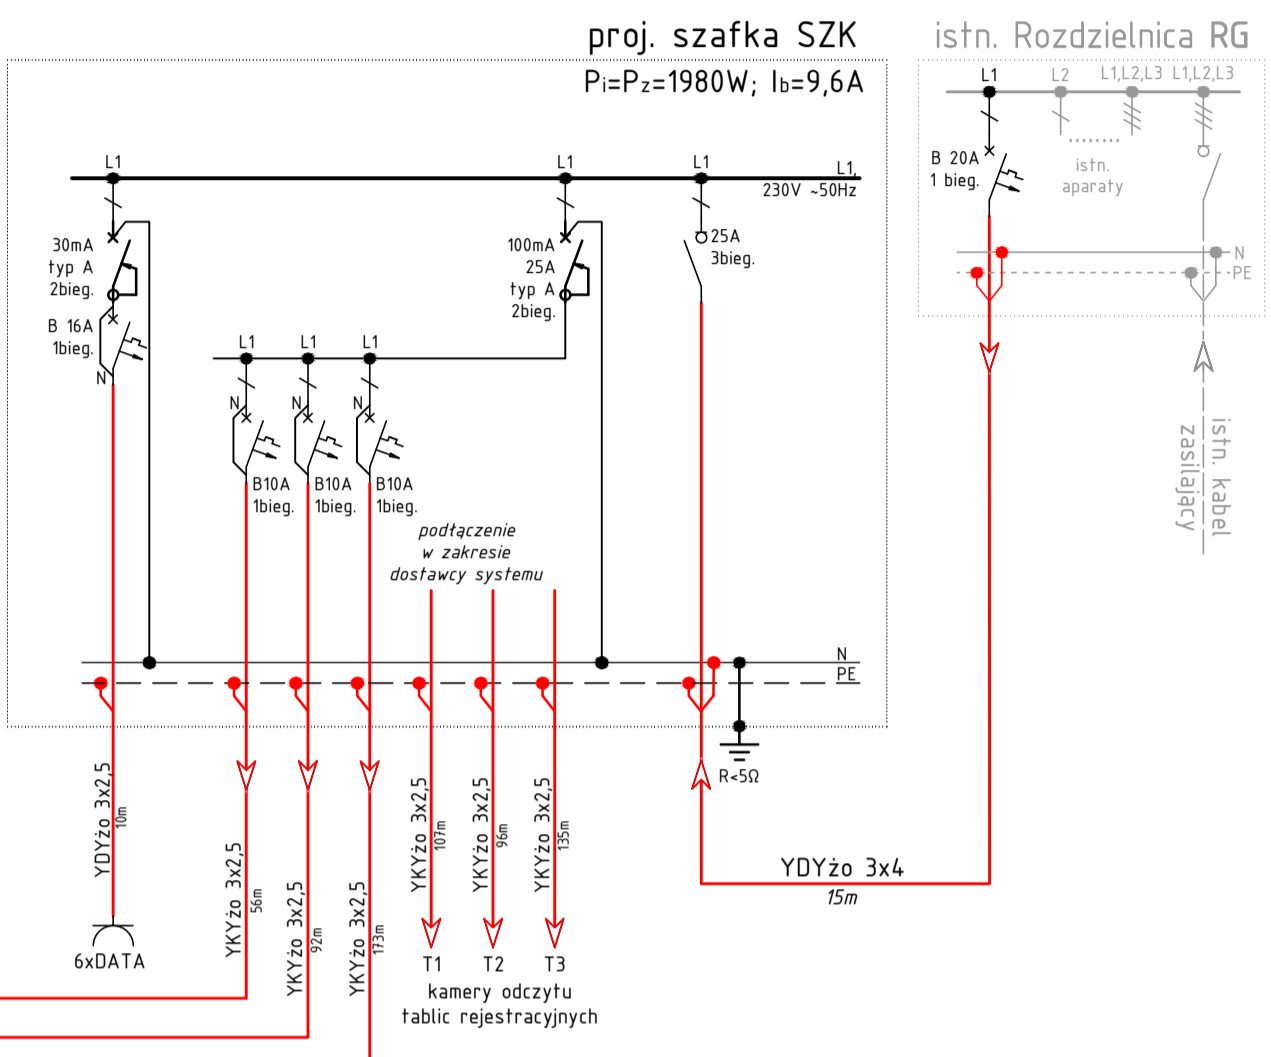 proj. szafka SZK
Pi=Pz=1980W; Ib=9,6A
istn. Rozdzielnica RG
L1
L2
L1,L2,L3
L1,L2,L3
B 20A
1 bieg.
istn.
aparaty
N
PE
istn. kabel
zasilający
L1
L1
L1
L1,
230V ~50Hz
30mA
typ A
2bieg.
B 16A
1bieg.
N
100mA
25A
typ A
2bieg.
25A
3bieg.
L1
L1
L1
N
N
N
B10A
1bieg.
B10A
1bieg.
B10A
1bieg.
podłączenie
w zakresie
dostawcy systemu
N
PE
R<5Ω
YDYżo 3x2,5
10m
6xDATA
YKYżo 3x2,5
56m
YKYżo 3x2,5
92m
YKYżo 3x2,5
173m
YKYżo 3x2,5
107m
YKYżo 3x2,5
96m
YKYżo 3x2,5
135m
T1
T2
T3
kamery odczytu
tablic rejestracyjnych
YDYżo 3x4
15m